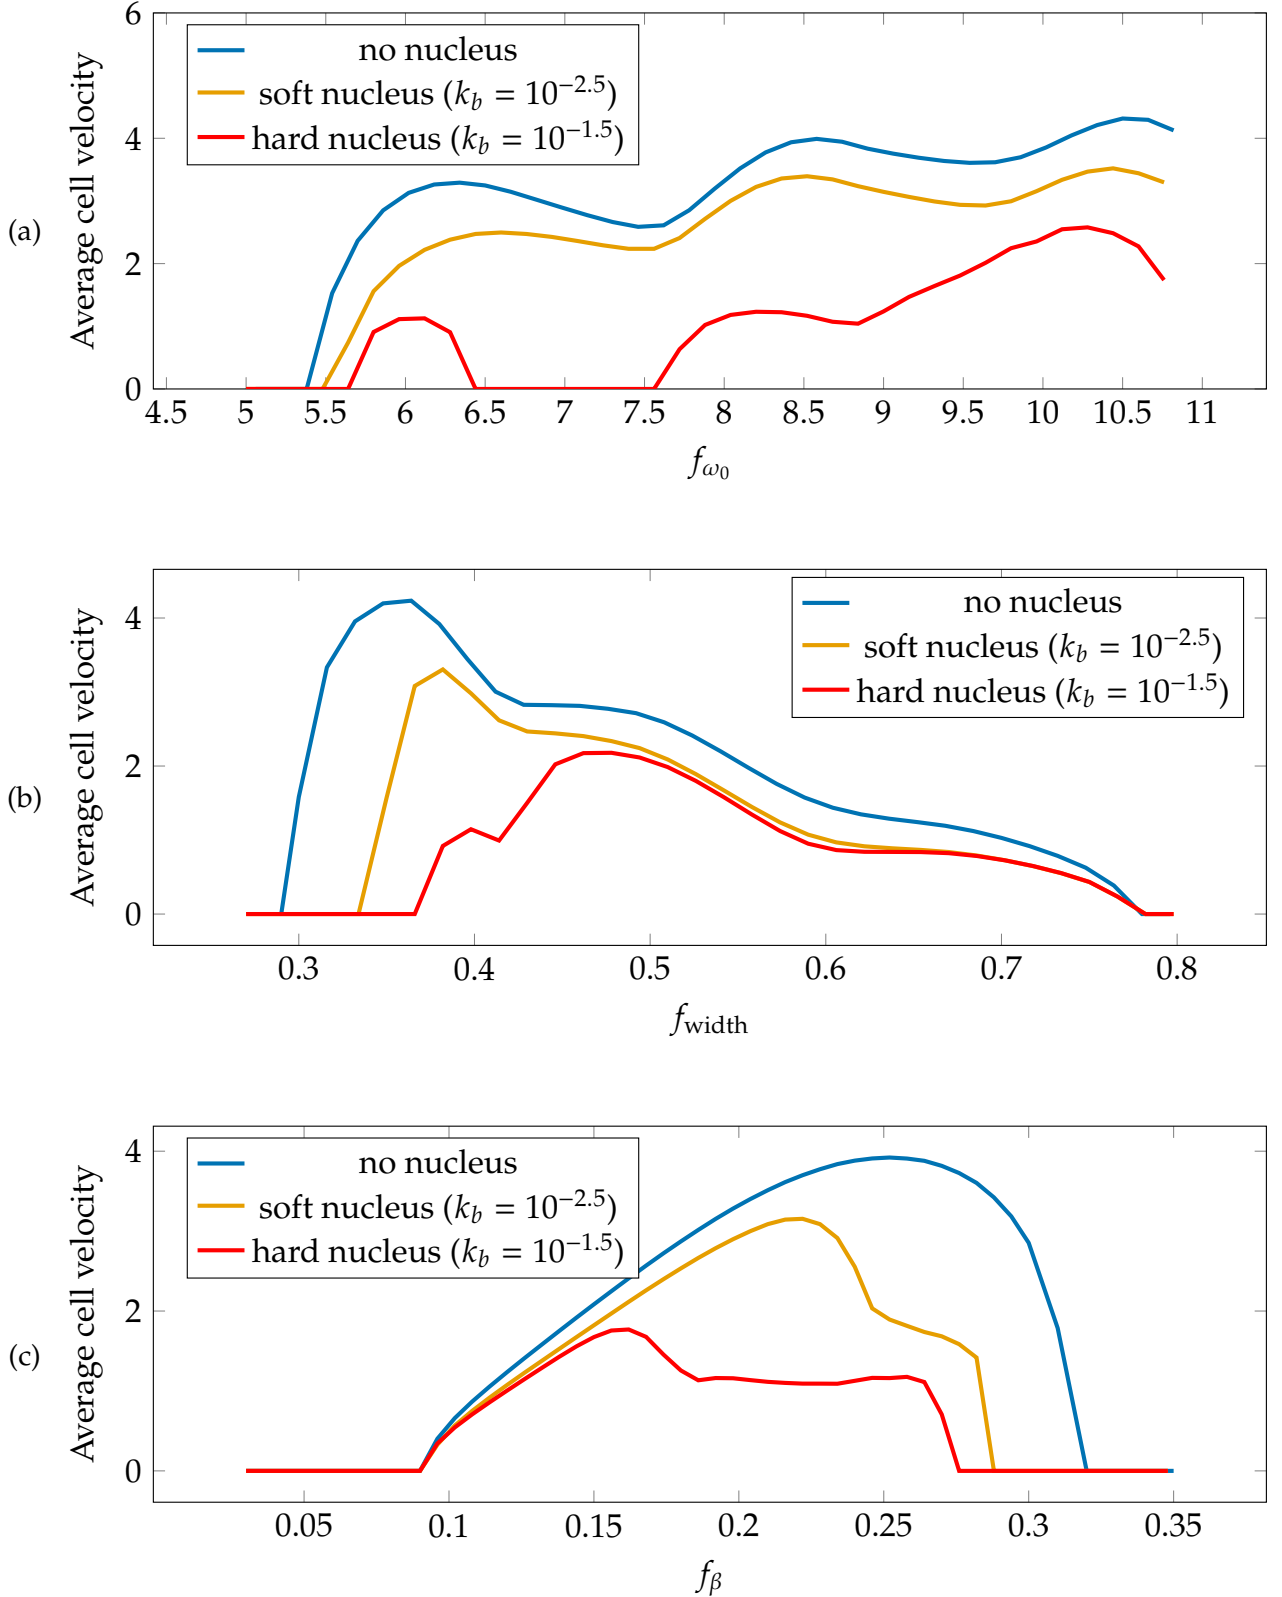 6
4
2
0
Average cell velocity
(a)
no nucleus
soft nucleus (k_b = 10^{-2.5})
hard nucleus (k_b = 10^{-1.5})
4.5 5 5.5 6 6.5 7 7.5 8 8.5 9 9.5 10 10.5 11
f_{ω_0}
4
2
0
Average cell velocity
(b)
no nucleus
soft nucleus (k_b = 10^{-2.5})
hard nucleus (k_b = 10^{-1.5})
0.3 0.4 0.5 0.6 0.7 0.8
f_{width}
4
2
0
Average cell velocity
(c)
no nucleus
soft nucleus (k_b = 10^{-2.5})
hard nucleus (k_b = 10^{-1.5})
0.05 0.1 0.15 0.2 0.25 0.3 0.35
f_β